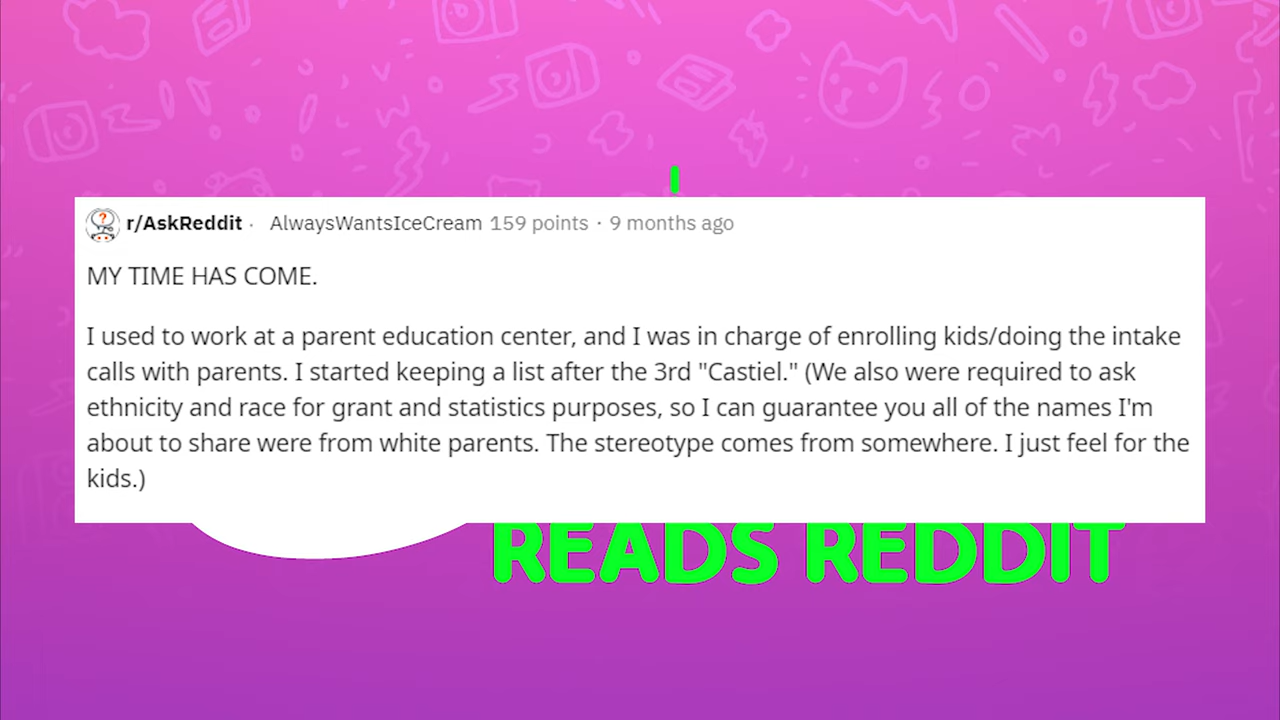 r/AskReddit · AlwaysWantsIceCream 159 points · 9 months ago
MY TIME HAS COME.
I used to work at a parent education center, and I was in charge of enrolling kids/doing the intake
calls with parents. I started keeping a list after the 3rd "Castiel." (We also were required to ask
ethnicity and race for grant and statistics purposes, so I can guarantee you all of the names I'm
about to share were from white parents. The stereotype comes from somewhere. I just feel for the
kids.)
READS REDDIT